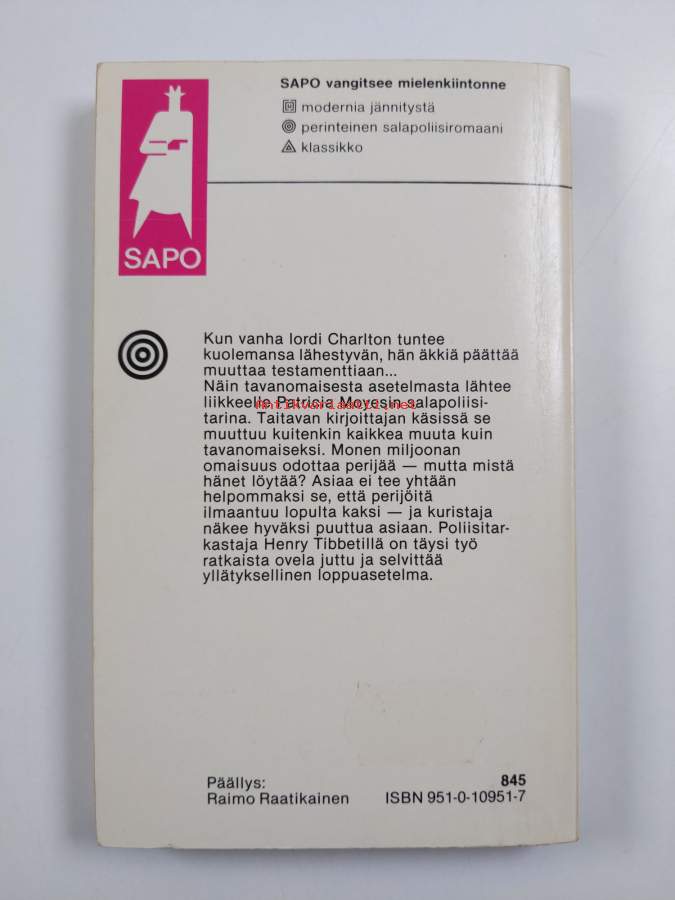 SAPO vangitsee mielenkiintonne
modernia jännitystä
perinteinen salapoliisiromaani
klassikko
SAPO
Kun vanha lordi Charlton tuntee
kuolemansa lähestyvän, hän äkkiä päättää
muuttaa testamenttiaan...
Näin tavanomaisesta asetelmasta lähtee
liikkeelle Patricia Moyesin salapoliisi-
Antikvariaatti.net
tarina. Taitavan kirjoittajan käsissä se
muuttuu kuitenkin kaikkea muuta kuin
tavanomaiseksi. Monen miljoonan
omaisuus odottaa perijää — mutta mistä
hänet löytää? Asiaa ei tee yhtään
helpommaksi se, että perijöitä
ilmaantuu lopulta kaksi — ja kuristaja
näkee hyväksi puuttua asiaan. Poliisitar-
kastaja Henry Tibbetillä on täysi työ
ratkaista ovela juttu ja selvittää
yllätyksellinen loppuasetelma.
Päällys:
Raimo Raatikainen
845
ISBN 951-0-10951-7